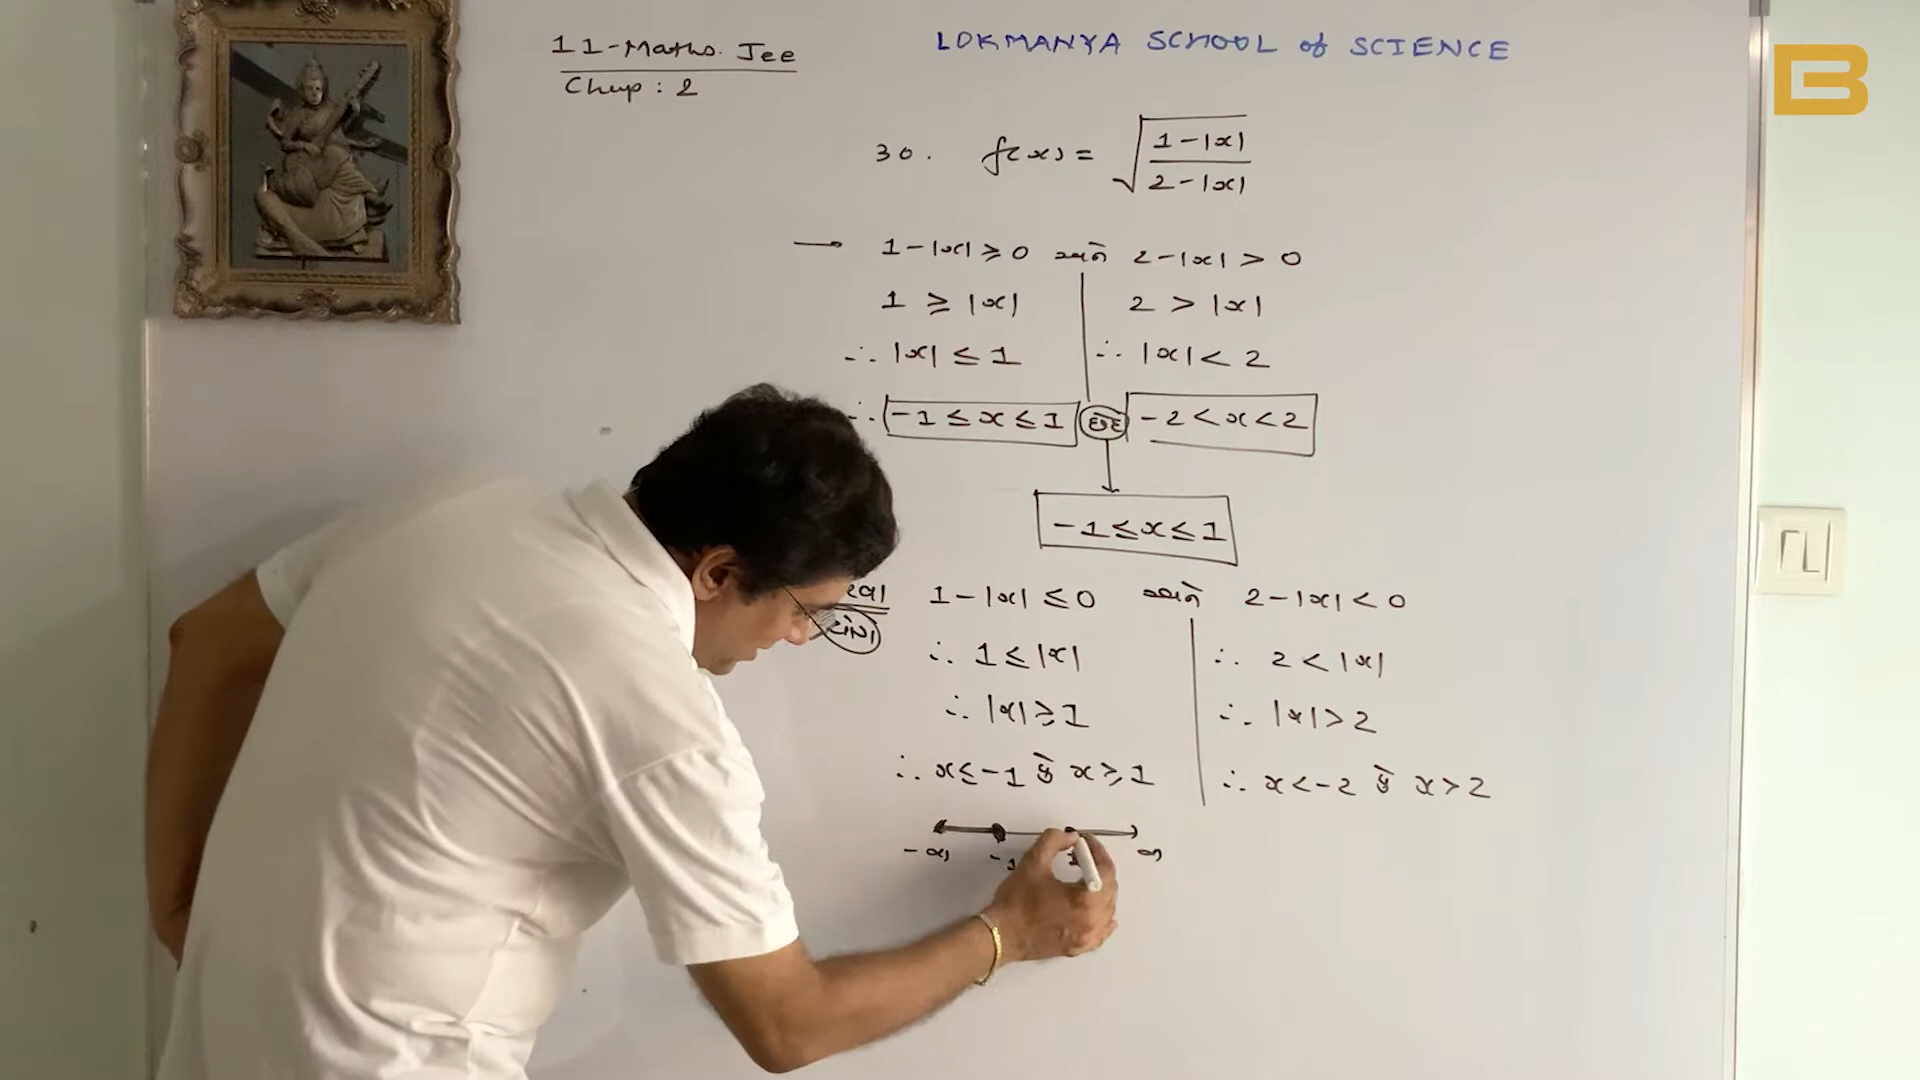 11-Maths. Jee
Chap : 2
LOKMANYA SCHOOL of SCIENCE
30. f(x) = √((1-|x|)/(2-|x|))
→ 1-|x| ≥ 0 અને 2-|x| > 0
1 ≥ |x| 2 > |x|
∴ |x| ≤ 1 ∴ |x| < 2
∴ -1 ≤ x ≤ 1 છેદ -2 < x < 2
-1 ≤ x ≤ 1
1-|x| ≤ 0 અને 2-|x| < 0
∴ 1 ≤ |x| ∴ 2 < |x|
∴ |x| ≥ 1 ∴ |x| > 2
∴ x ≤ -1 કે x ≥ 1 ∴ x < -2 કે x > 2
-∞ -1 1 ∞